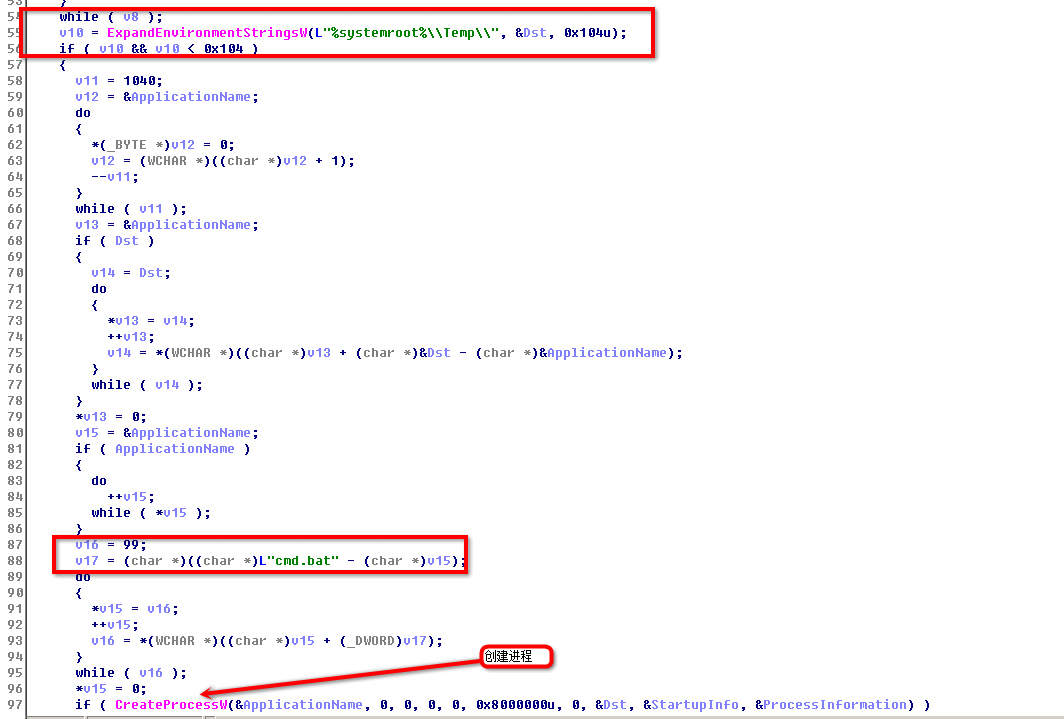 53 }
54 while ( v8 );
55 v10 = ExpandEnvironmentStringsW(L"%systemroot%\\Temp\\", &Dst, 0x104u);
56 if ( v10 && v10 < 0x104 )
57 {
58 v11 = 1040;
59 v12 = &ApplicationName;
60 do
61 {
62 *(_BYTE *)v12 = 0;
63 v12 = (WCHAR *)((char *)v12 + 1);
64 --v11;
65 }
66 while ( v11 );
67 v13 = &ApplicationName;
68 if ( Dst )
69 {
70 v14 = Dst;
71 do
72 {
73 *v13 = v14;
74 ++v13;
75 v14 = *(WCHAR *)((char *)v13 + (char *)&Dst - (char *)&ApplicationName);
76 }
77 while ( v14 );
78 }
79 *v13 = 0;
80 v15 = &ApplicationName;
81 if ( ApplicationName )
82 {
83 do
84 ++v15;
85 while ( *v15 );
86 }
87 v16 = 99;
88 v17 = (char *)((char *)L"cmd.bat" - (char *)v15);
89 do
90 {
91 *v15 = v16;
92 ++v15;
93 v16 = *(WCHAR *)((char *)v15 + (_DWORD)v17);
94 }
创建进程
95 while ( v16 );
96 *v15 = 0;
97 if ( CreateProcessW(&ApplicationName, 0, 0, 0, 0, 0x8000000u, 0, &Dst, &StartupInfo, &ProcessInformation) )